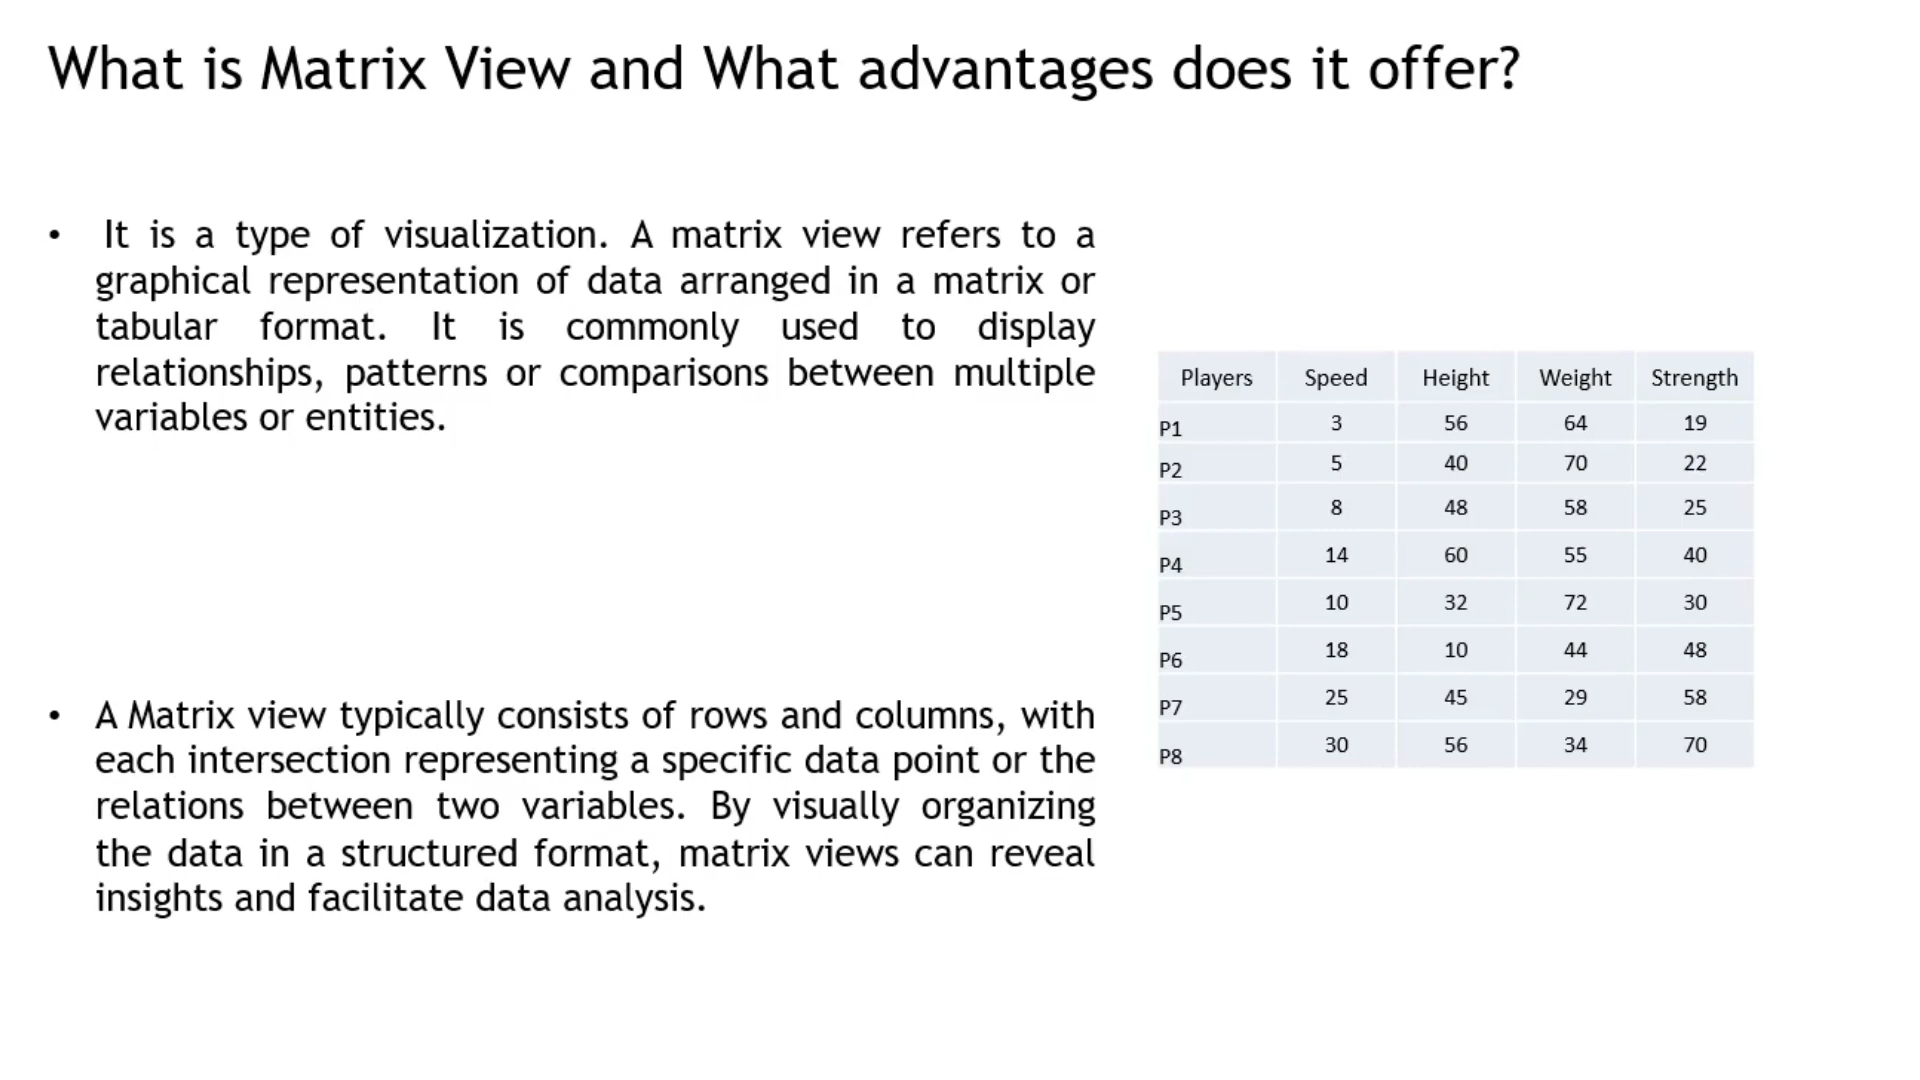 What is Matrix View and What advantages does it offer?
• It is a type of visualization. A matrix view refers to a
graphical representation of data arranged in a matrix or
tabular format. It is commonly used to display
relationships, patterns or comparisons between multiple
variables or entities.
• A Matrix view typically consists of rows and columns, with
each intersection representing a specific data point or the
relations between two variables. By visually organizing
the data in a structured format, matrix views can reveal
insights and facilitate data analysis.
Players Speed Height Weight Strength
P1 3 56 64 19
P2 5 40 70 22
P3 8 48 58 25
P4 14 60 55 40
P5 10 32 72 30
P6 18 10 44 48
P7 25 45 29 58
P8 30 56 34 70